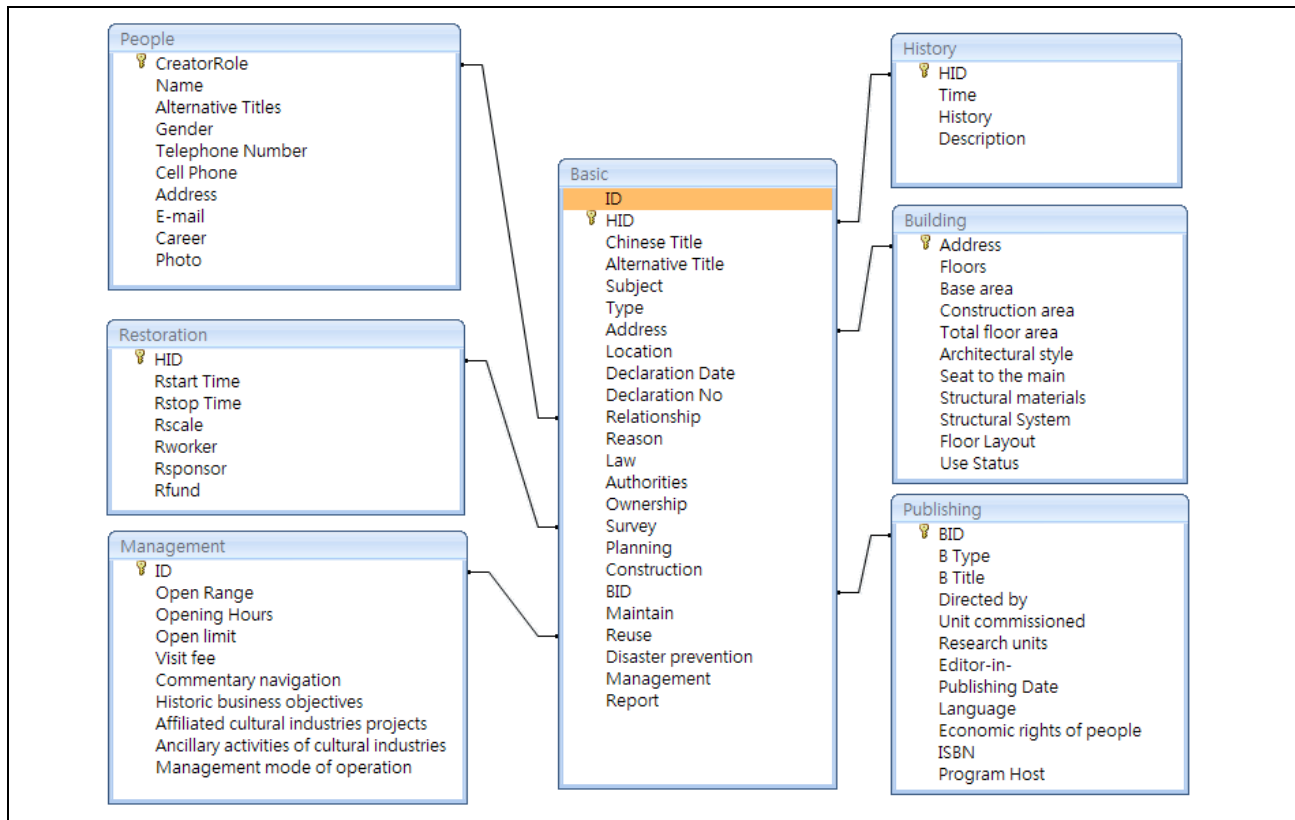 People
CreatorRole
Name
Alternative Titles
Gender
Telephone Number
Cell Phone
Address
E-mail
Career
Photo
Restoration
HID
Rstart Time
Rstop Time
Rscale
Rworker
Rsponsor
Rfund
Management
ID
Open Range
Opening Hours
Open limit
Visit fee
Commentary navigation
Historic business objectives
Affiliated cultural industries projects
Ancillary activities of cultural industries
Management mode of operation
Basic
ID
HID
Chinese Title
Alternative Title
Subject
Type
Address
Location
Declaration Date
Declaration No
Relationship
Reason
Law
Authorities
Ownership
Survey
Planning
Construction
BID
Maintain
Reuse
Disaster prevention
Management
Report
History
HID
Time
History
Description
Building
Address
Floors
Base area
Construction area
Total floor area
Architectural style
Seat to the main
Structural materials
Structural System
Floor Layout
Use Status
Publishing
BID
B Type
B Title
Directed by
Unit commissioned
Research units
Editor-in-
Publishing Date
Language
Economic rights of people
ISBN
Program Host